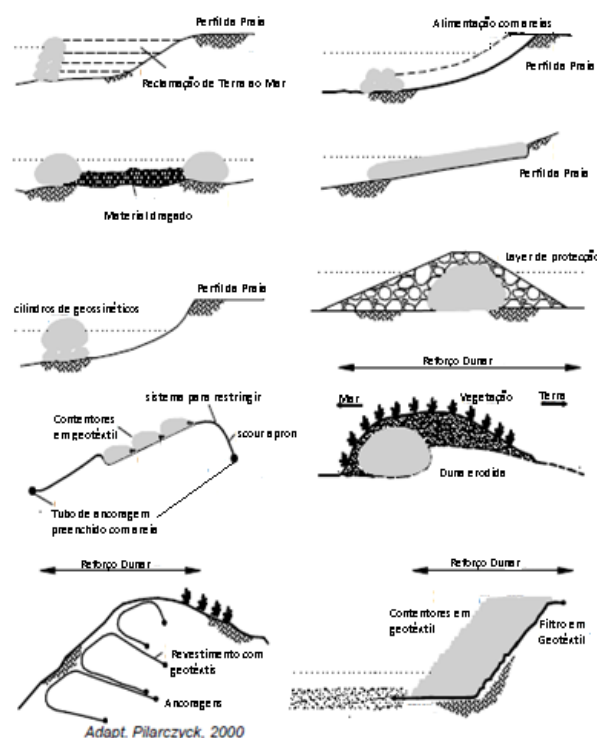 Perfil da Praia
Reclamação de Terra ao Mar
Alimentação com areias
Perfil da Praia
Material dragado
Perfil da Praia
cilindros de geossinéticos
Perfil da Praia
Layer de protecção
Contentores
em geotêxtil
sistema para restringir
scour apron
Tubo de ancoragem
preenchido com areia
Reforço Dunar
Mar
Vegetação
Terra
Duna erodida
Reforço Dunar
Revestimento com
geotêxtis
Ancoragens
Reforço Dunar
Contentores em
geotêxtil
Filtro em
Geotêxtil
Adapt. Pilarczyck, 2000